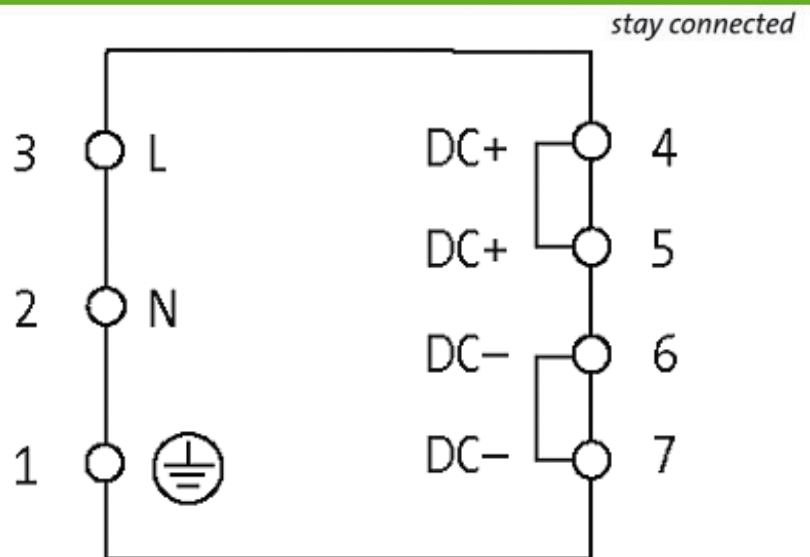 stay connected
3 L DC+ 4
DC+ 5
2 N
DC− 6
1 DC− 7